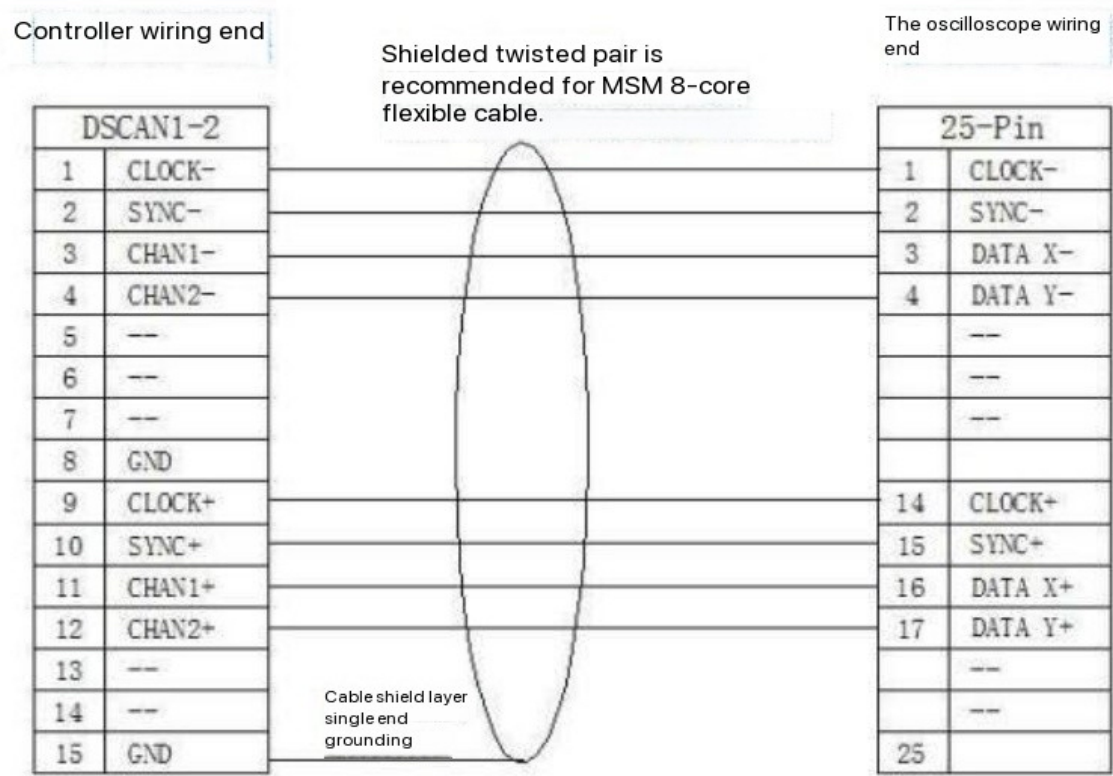 Controller wiring end
The oscilloscope wiring
end
Shielded twisted pair is
recommended for MSM 8-core
flexible cable.
DSCAN1-2
25-Pin
1 CLOCK- 1 CLOCK-
2 SYNC- 2 SYNC-
3 CHAN1- 3 DATA X-
4 CHAN2- 4 DATA Y-
5 -- --
6 -- --
7 -- --
8 GND
9 CLOCK+ 14 CLOCK+
10 SYNC+ 15 SYNC+
11 CHAN1+ 16 DATA X+
12 CHAN2+ 17 DATA Y+
13 -- --
14 -- --
Cable shield layer
single end
grounding
15 GND 25